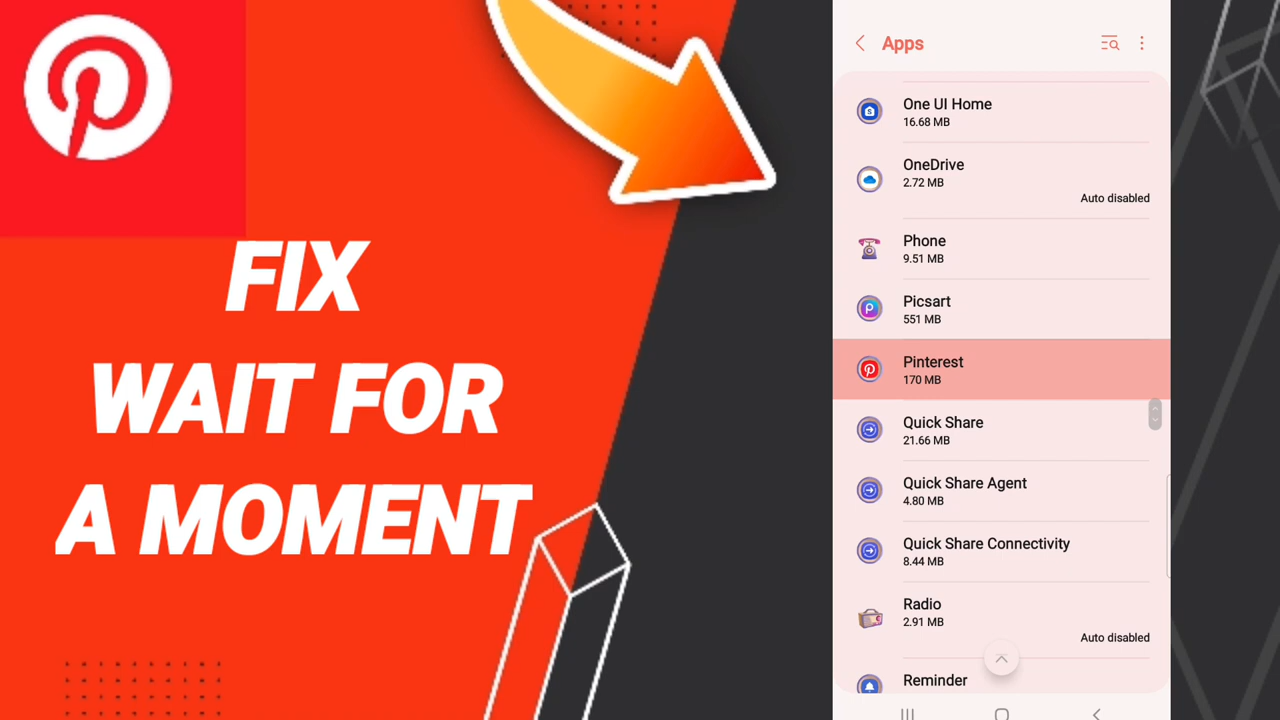 FIX
WAIT FOR
A MOMENT
Apps
One UI Home
16.68 MB
OneDrive
2.72 MB
Auto disabled
Phone
9.51 MB
Picsart
551 MB
Pinterest
170 MB
Quick Share
21.66 MB
Quick Share Agent
4.80 MB
Quick Share Connectivity
8.44 MB
Radio
2.91 MB
Auto disabled
Reminder